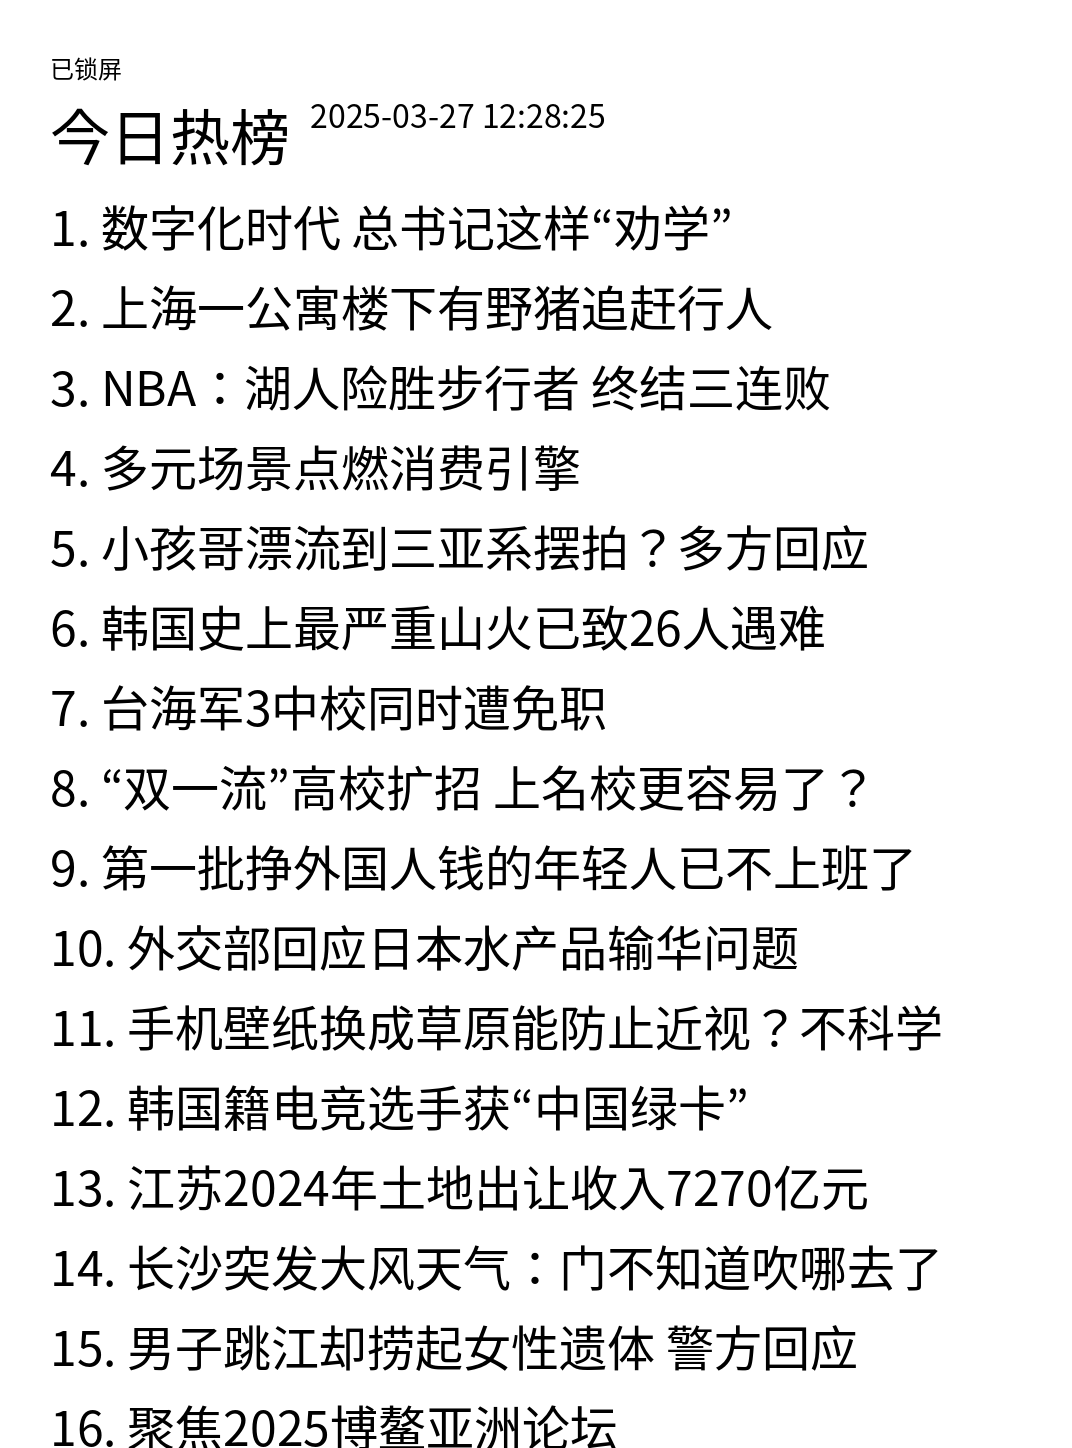 已锁屏
今日热榜 2025-03-27 12:28:25
1. 数字化时代 总书记这样“劝学”
2. 上海一公寓楼下有野猪追赶行人
3. NBA：湖人险胜步行者 终结三连败
4. 多元场景点燃消费引擎
5. 小孩哥漂流到三亚系摆拍？多方回应
6. 韩国史上最严重山火已致26人遇难
7. 台海军3中校同时遭免职
8. “双一流”高校扩招 上名校更容易了？
9. 第一批挣外国人钱的年轻人已不上班了
10. 外交部回应日本水产品输华问题
11. 手机壁纸换成草原能防止近视？不科学
12. 韩国籍电竞选手获“中国绿卡”
13. 江苏2024年土地出让收入7270亿元
14. 长沙突发大风天气：门不知道吹哪去了
15. 男子跳江却捞起女性遗体 警方回应
16. 聚焦2025博鳌亚洲论坛